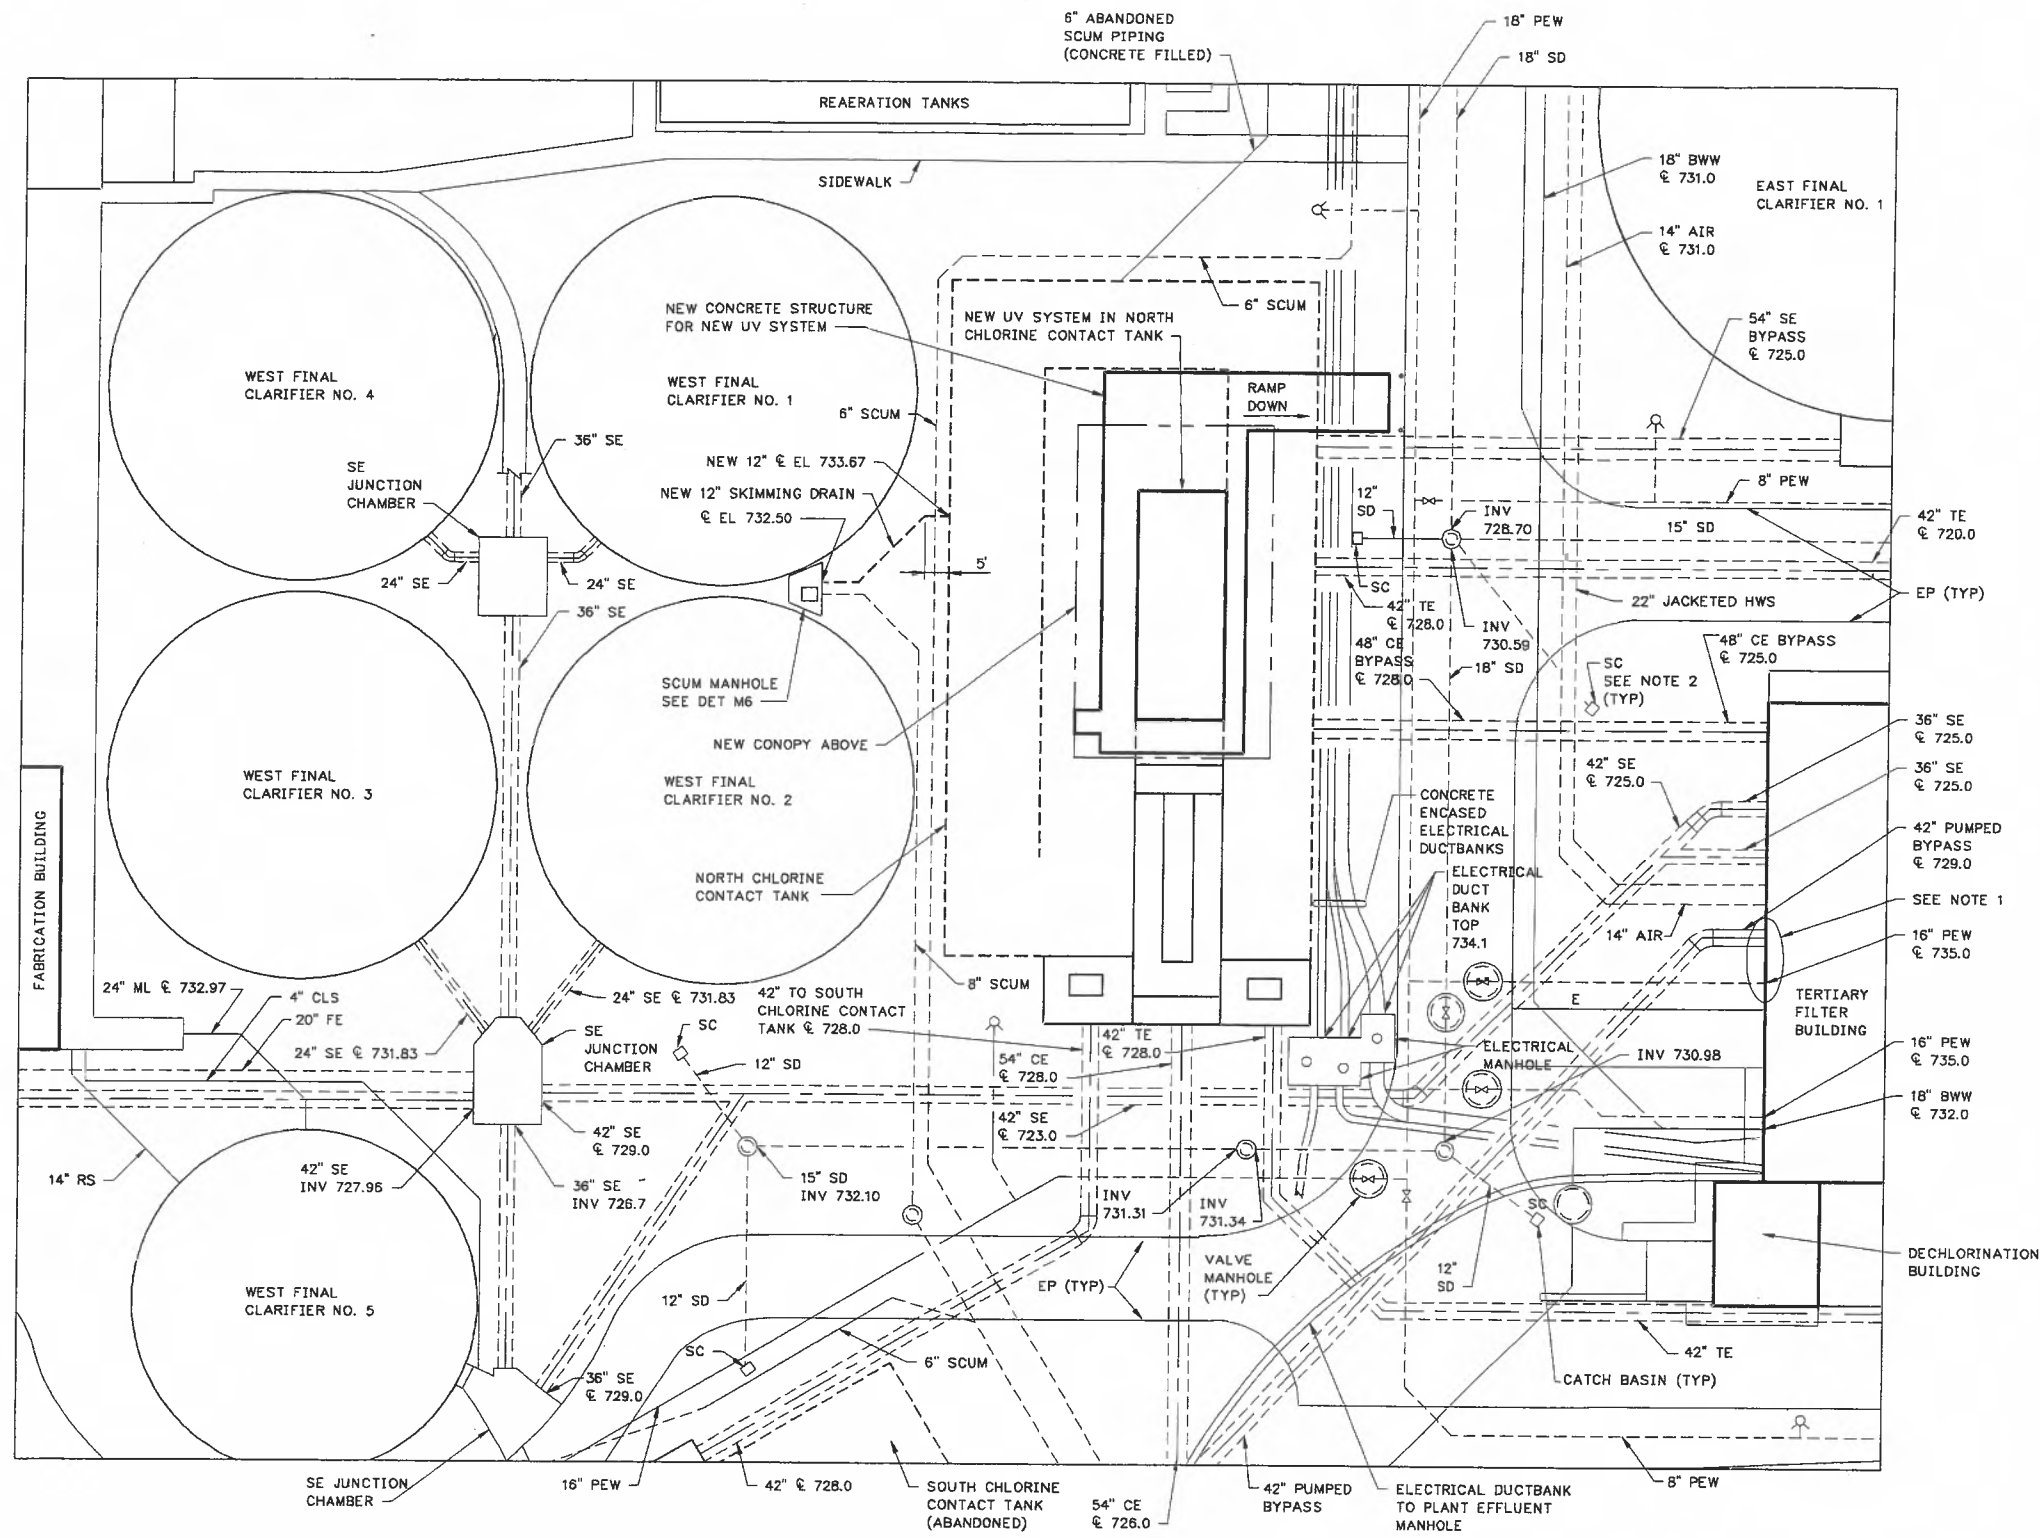 6" ABANDONED
SCUM PIPING
(CONCRETE FILLED)
18" PEW
18" SD
REAERATION TANKS
SIDEWALK
18" BWW
℄ 731.0
EAST FINAL
CLARIFIER NO. 1
14" AIR
℄ 731.0
6" SCUM
54" SE
BYPASS
℄ 725.0
NEW CONCRETE STRUCTURE
FOR NEW UV SYSTEM
NEW UV SYSTEM IN NORTH
CHLORINE CONTACT TANK
WEST FINAL
CLARIFIER NO. 4
WEST FINAL
CLARIFIER NO. 1
RAMP
DOWN
6" SCUM
36" SE
NEW 12" ℄ EL 733.67
SE
JUNCTION
CHAMBER
NEW 12" SKIMMING DRAIN
℄ EL 732.50
12"
SD
INV
728.70
8" PEW
15" SD
42" TE
℄ 720.0
24" SE
24" SE
5'
SC
42" TE
℄ 728.0
22" JACKETED HWS
EP (TYP)
36" SE
INV
730.59
48" CE
BYPASS
℄ 728.0
18" SD
48" CE BYPASS
℄ 725.0
SC
SEE NOTE 2
(TYP)
SCUM MANHOLE
SEE DET M6
36" SE
℄ 725.0
NEW CONOPY ABOVE
42" SE
℄ 725.0
36" SE
℄ 725.0
WEST FINAL
CLARIFIER NO. 3
WEST FINAL
CLARIFIER NO. 2
CONCRETE
ENCASED
ELECTRICAL
DUCTBANKS
42" PUMPED
BYPASS
℄ 729.0
FABRICATION BUILDING
NORTH CHLORINE
CONTACT TANK
ELECTRICAL
DUCT
BANK
TOP
734.1
SEE NOTE 1
14" AIR
16" PEW
℄ 735.0
24" ML ℄ 732.97
4" CLS
20" FE
24" SE ℄ 731.83
42" TO SOUTH
CHLORINE CONTACT
TANK ℄ 728.0
8" SCUM
E
TERTIARY
FILTER
BUILDING
SC
24" SE ℄ 731.83
SE
JUNCTION
CHAMBER
12" SD
42" TE
℄ 728.0
54" CE
℄ 728.0
ELECTRICAL
MANHOLE
INV 730.98
16" PEW
℄ 735.0
18" BWW
℄ 732.0
42" SE
℄ 729.0
42" SE
℄ 723.0
42" SE
INV 727.96
14" RS
36" SE
INV 726.7
15" SD
INV 732.10
INV
731.31
INV
731.34
SC
VALVE
MANHOLE
(TYP)
12"
SD
DECHLORINATION
BUILDING
WEST FINAL
CLARIFIER NO. 5
12" SD
EP (TYP)
SC
6" SCUM
42" TE
36" SE
℄ 729.0
CATCH BASIN (TYP)
SE JUNCTION
CHAMBER
16" PEW
42" ℄ 728.0
SOUTH CHLORINE
CONTACT TANK
(ABANDONED)
54" CE
℄ 726.0
42" PUMPED
BYPASS
ELECTRICAL DUCTBANK
TO PLANT EFFLUENT
MANHOLE
8" PEW